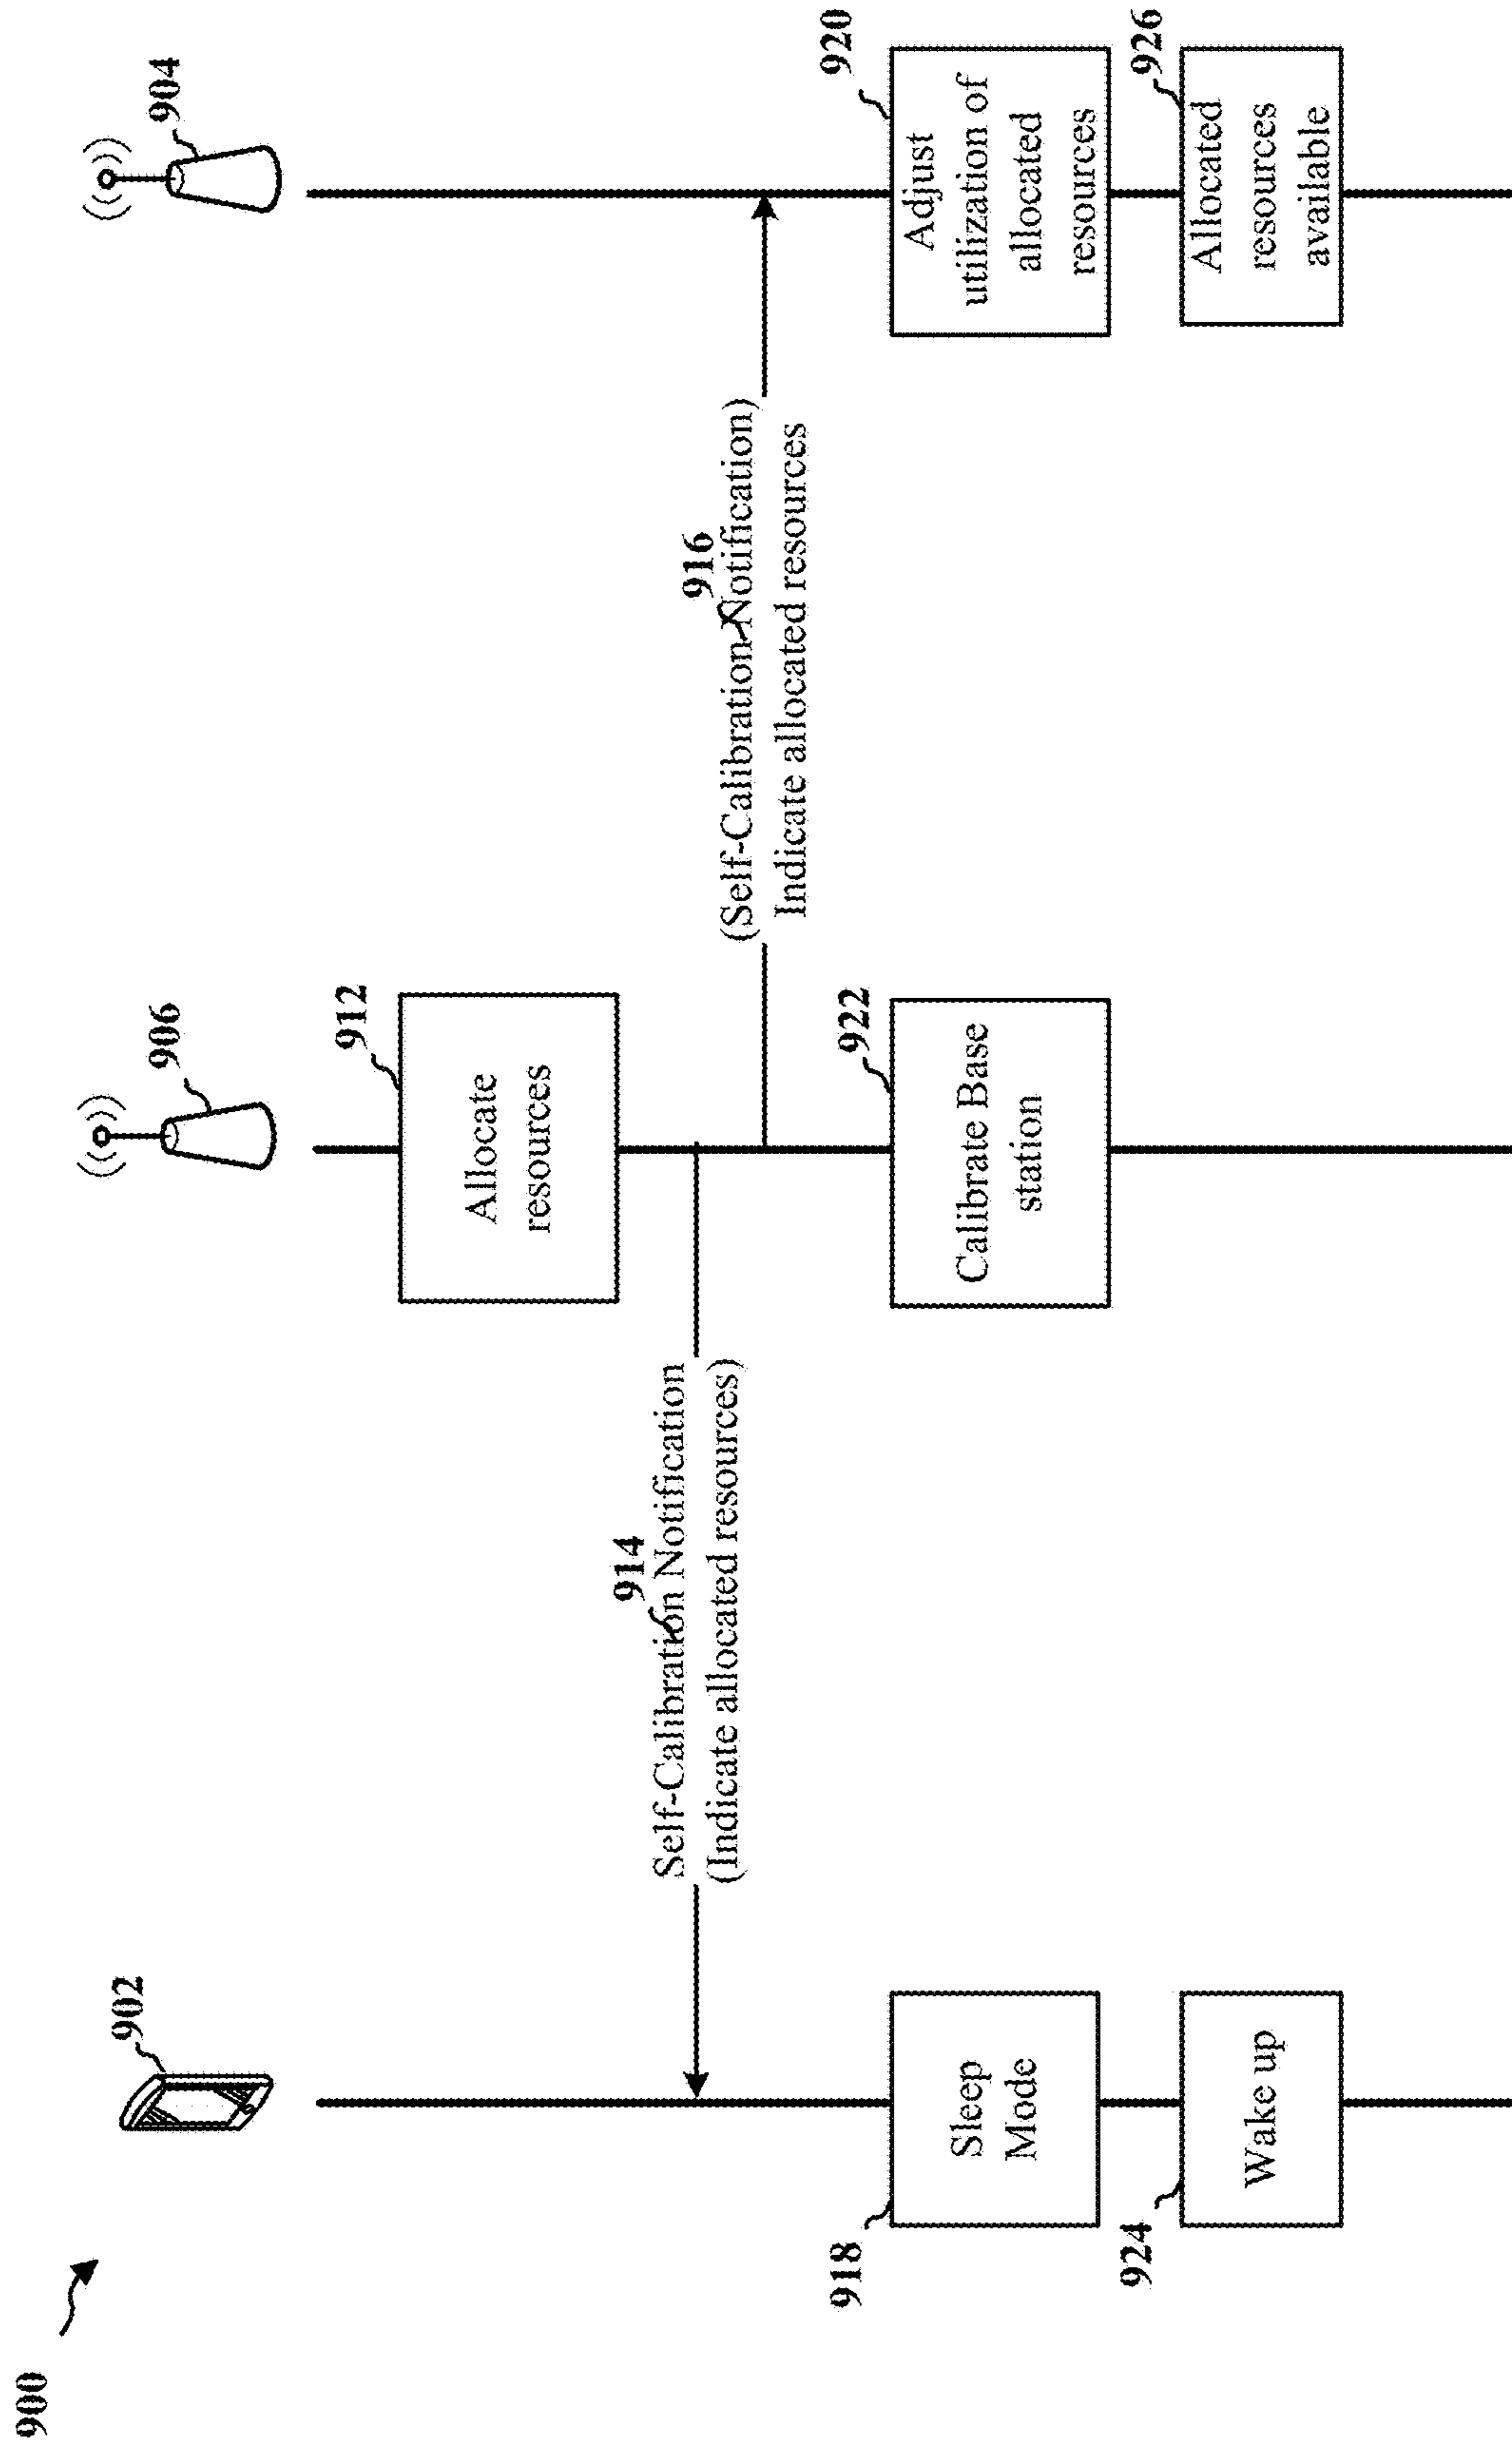 900
902
906
904
912
Allocate
resources
914
Self-Calibration Notification
(Indicate allocated resources)
916
(Self-Calibration Notification)
Indicate allocated resources
918
Sleep
Mode
922
Calibrate Base
station
920
Adjust
utilization of
allocated
resources
924
Wake up
926
Allocated
resources
available